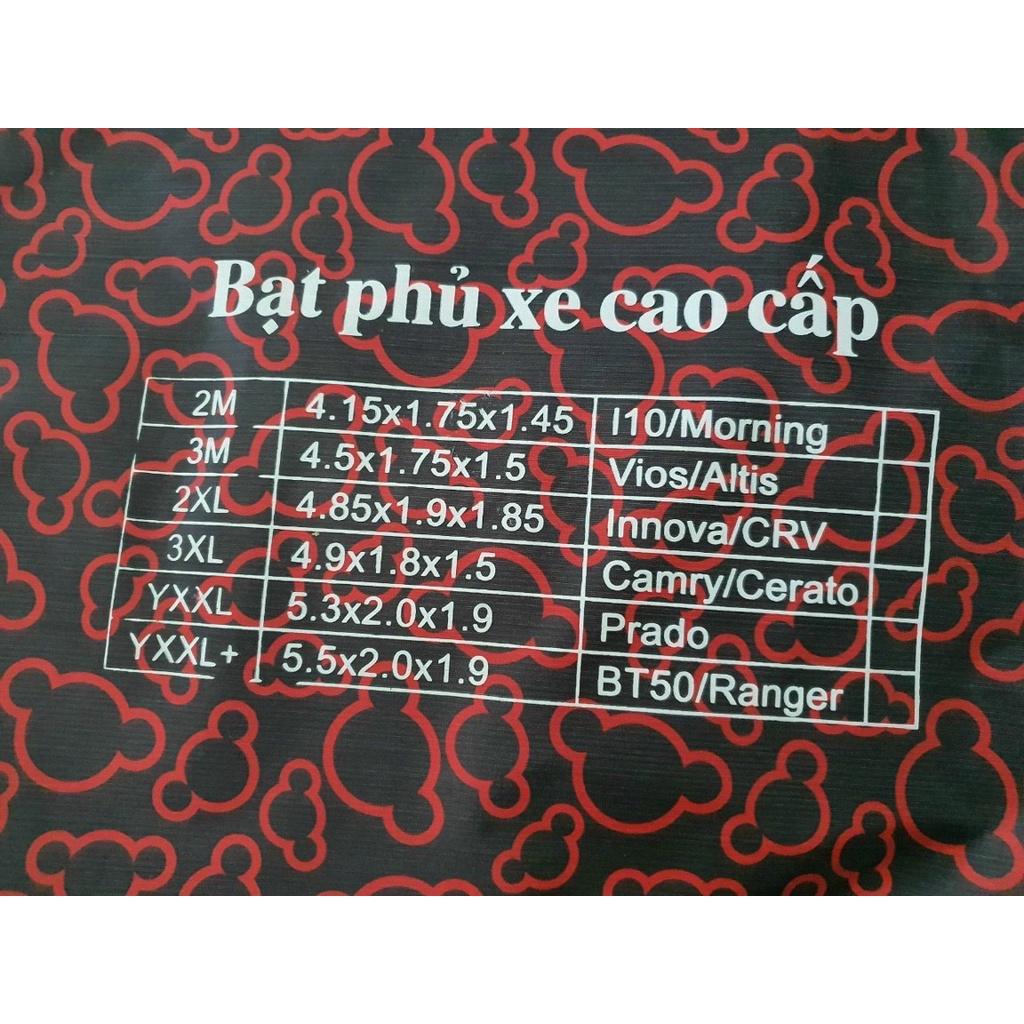 Bạt phủ xe cao cấp
2M 4.15x1.75x1.45 I10/Morning
3M 4.5x1.75x1.5 Vios/Altis
2XL 4.85x1.9x1.85 Innova/CRV
3XL 4.9x1.8x1.5 Camry/Cerato
YXXL 5.3x2.0x1.9 Prado
YXXL+ 5.5x2.0x1.9 BT50/Ranger